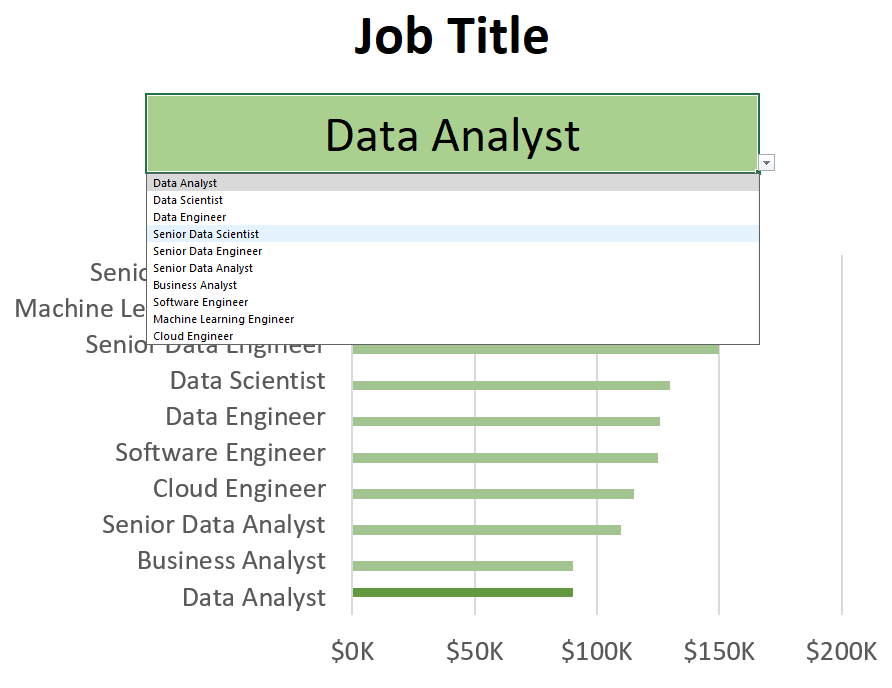 Job Title
Data Analyst
Data Analyst
Data Scientist
Data Engineer
Senior Data Scientist
Senior Data Engineer
Senior Data Analyst
Business Analyst
Software Engineer
Machine Learning Engineer
Cloud Engineer
Machine Le
Senior Data Engineer
Data Scientist
Data Engineer
Software Engineer
Cloud Engineer
Senior Data Analyst
Business Analyst
Data Analyst
$0K $50K $100K $150K $200K